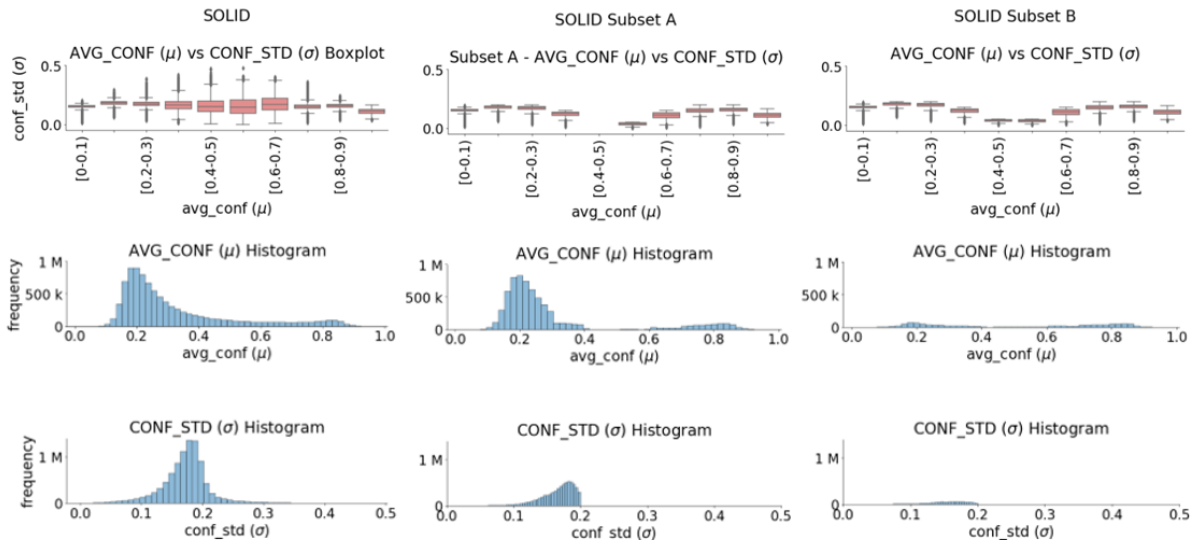 SOLID
SOLID Subset A
SOLID Subset B
AVG_CONF (μ) vs CONF_STD (σ) Boxplot
Subset A - AVG_CONF (μ) vs CONF_STD (σ)
AVG_CONF (μ) vs CONF_STD (σ)
conf_std (σ)
0.5
0.0
[0-0.1)
[0.2-0.3)
[0.4-0.5)
[0.6-0.7)
[0.8-0.9)
avg_conf (μ)
0.5
0.0
[0-0.1)
[0.2-0.3)
[0.4-0.5)
[0.6-0.7)
[0.8-0.9)
avg_conf (μ)
0.5
0.0
[0-0.1)
[0.2-0.3)
[0.4-0.5)
[0.6-0.7)
[0.8-0.9)
avg_conf (μ)
AVG_CONF (μ) Histogram
frequency
1 M
500 k
0
0.0 0.2 0.4 0.6 0.8 1.0
avg_conf (μ)
AVG_CONF (μ) Histogram
1 M
500 k
0
0.0 0.2 0.4 0.6 0.8 1.0
avg_conf (μ)
AVG_CONF (μ) Histogram
1 M
500 k
0
0.0 0.2 0.4 0.6 0.8 1.0
avg_conf (μ)
CONF_STD (σ) Histogram
frequency
1 M
0
0.0 0.1 0.2 0.3 0.4 0.5
conf_std (σ)
CONF_STD (σ) Histogram
1 M
0
0.0 0.1 0.2 0.3 0.4 0.5
conf_std (σ)
CONF_STD (σ) Histogram
1 M
0
0.0 0.1 0.2 0.3 0.4 0.5
conf_std (σ)